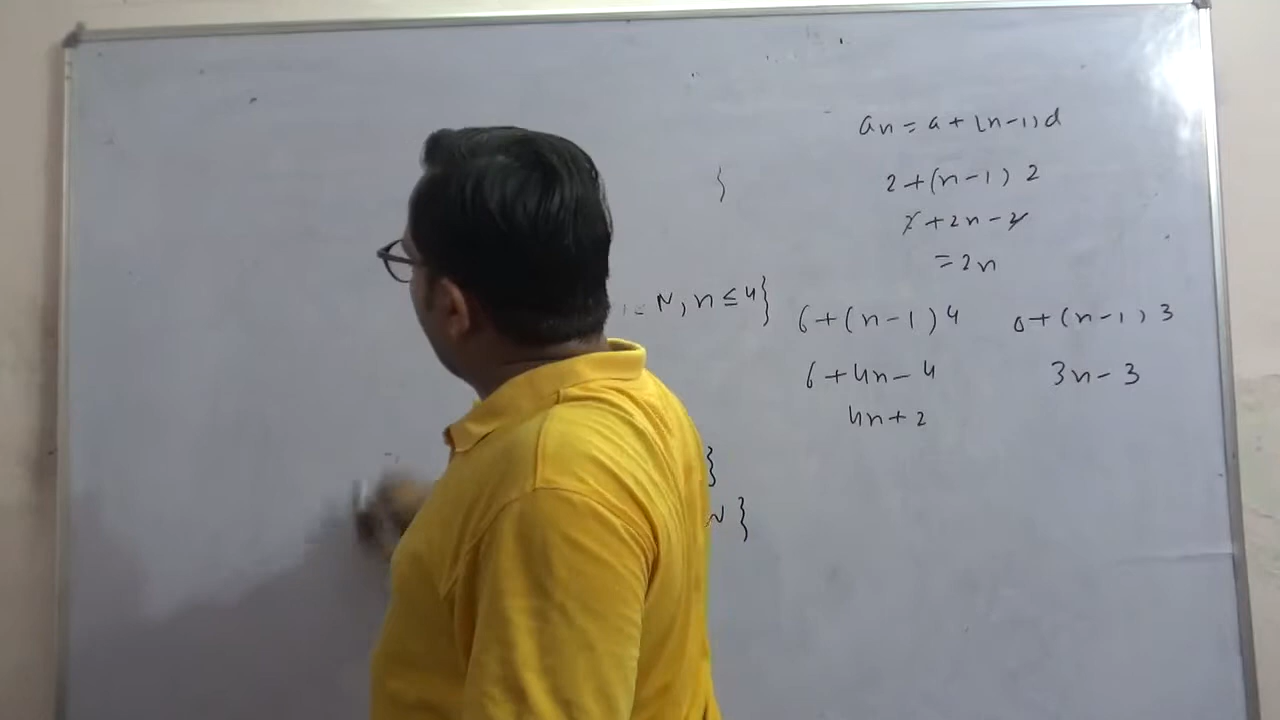 an = a + (n-1)d
}
2 + (n-1) 2
2 + 2n - 2
= 2n
N, n ≤ 4}
6 + (n-1) 4
0 + (n-1) 3
6 + 4n - 4
3n - 3
4n + 2
}
N }